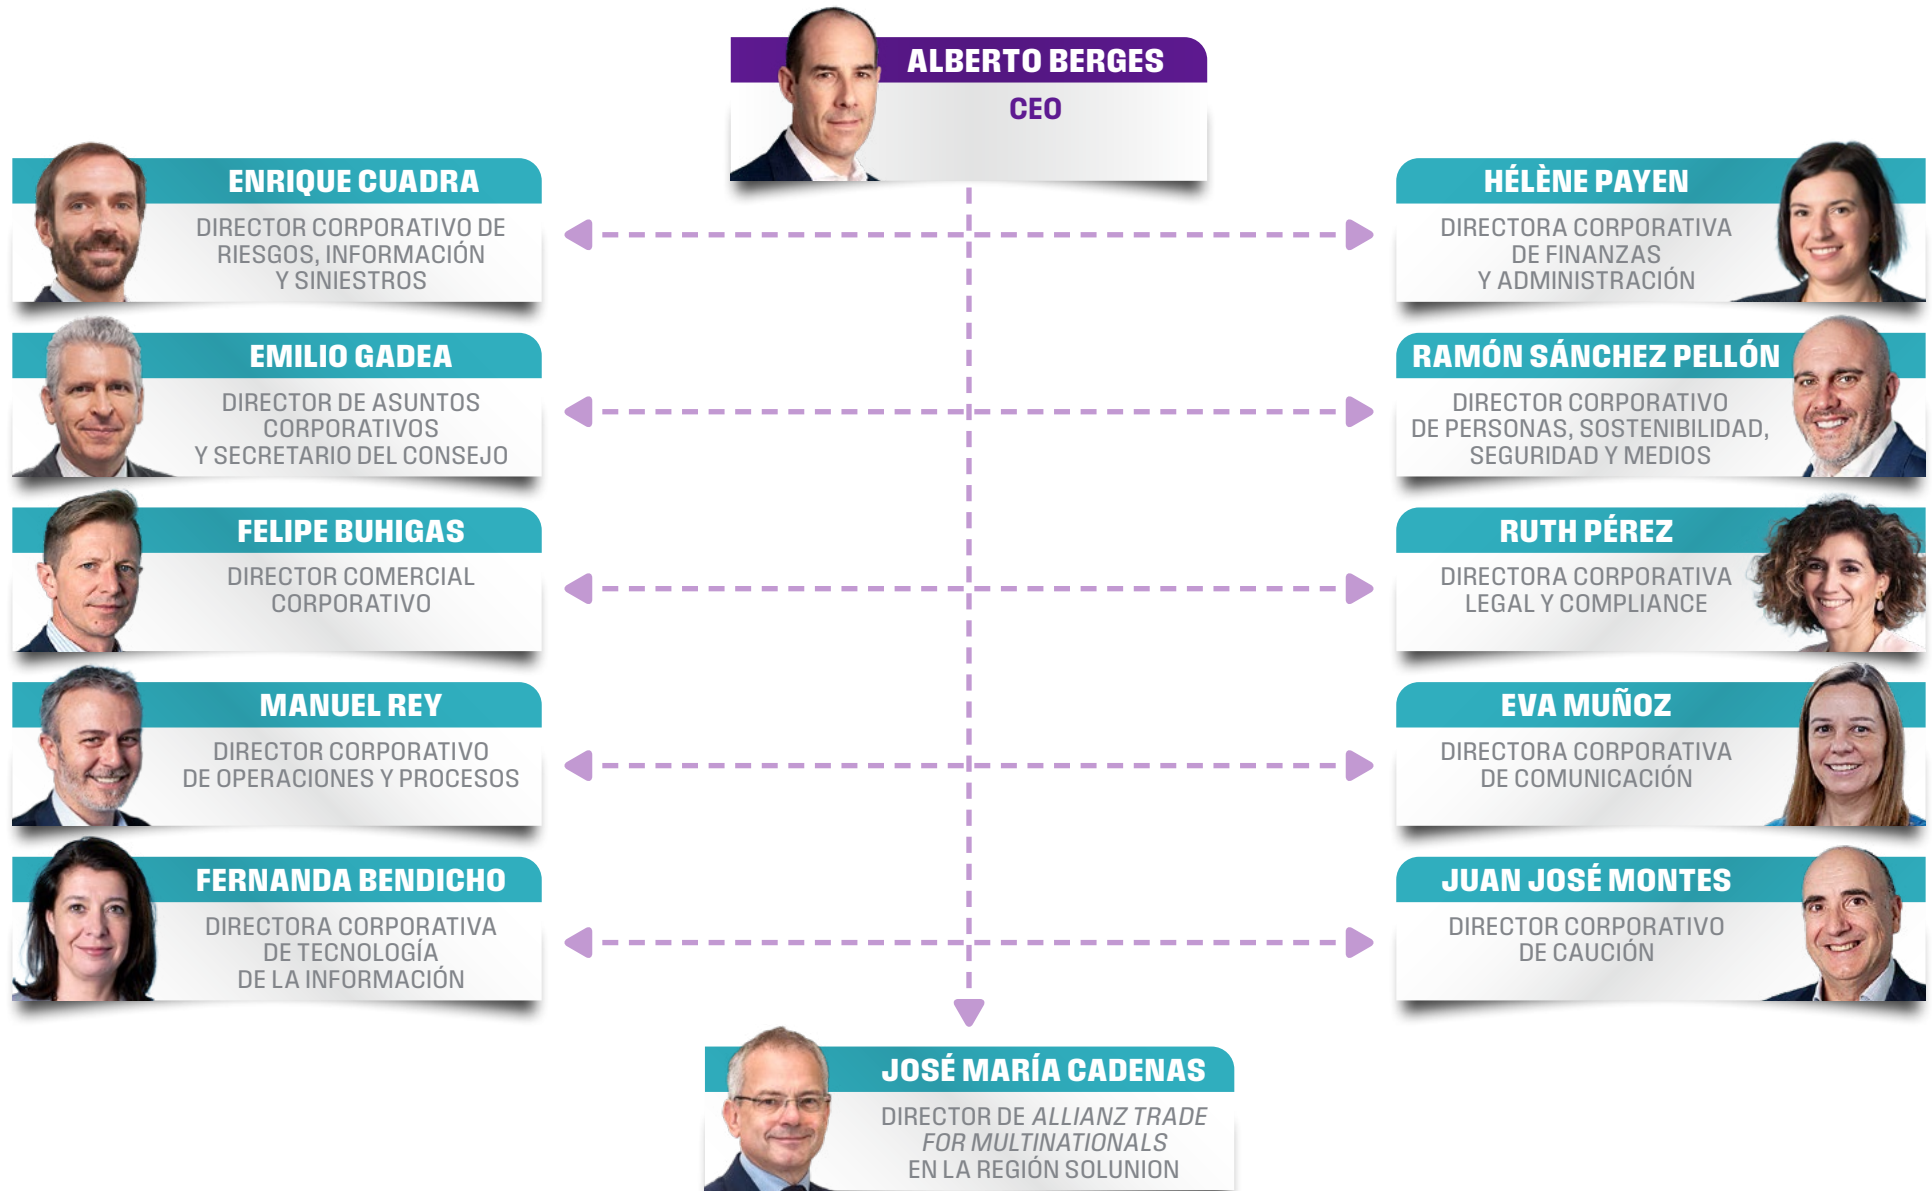 ALBERTO BERGES
CEO
ENRIQUE CUADRA
DIRECTOR CORPORATIVO DE
RIESGOS, INFORMACIÓN
Y SINIESTROS
HÉLÈNE PAYEN
DIRECTORA CORPORATIVA
DE FINANZAS
Y ADMINISTRACIÓN
EMILIO GADEA
DIRECTOR DE ASUNTOS
CORPORATIVOS
Y SECRETARIO DEL CONSEJO
RAMÓN SÁNCHEZ PELLÓN
DIRECTOR CORPORATIVO
DE PERSONAS, SOSTENIBILIDAD,
SEGURIDAD Y MEDIOS
FELIPE BUHIGAS
DIRECTOR COMERCIAL
CORPORATIVO
RUTH PÉREZ
DIRECTORA CORPORATIVA
LEGAL Y COMPLIANCE
MANUEL REY
DIRECTOR CORPORATIVO
DE OPERACIONES Y PROCESOS
EVA MUÑOZ
DIRECTORA CORPORATIVA
DE COMUNICACIÓN
FERNANDA BENDICHO
DIRECTORA CORPORATIVA
DE TECNOLOGÍA
DE LA INFORMACIÓN
JUAN JOSÉ MONTES
DIRECTOR CORPORATIVO
DE CAUCIÓN
JOSÉ MARÍA CADENAS
DIRECTOR DE ALLIANZ TRADE
FOR MULTINATIONALS
EN LA REGIÓN SOLUNION